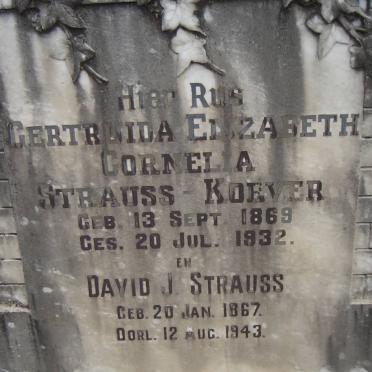 Hier Rus
GERTRUIDA ELIZABETH
CORNELIA
STRAUSS - KOEVER
GEB. 13 SEPT. 1869
GES. 20 JUL. 1932.
EN
DAVID J. STRAUSS
GEB. 20 JAN. 1867.
OORL. 12 AUG. 1943.